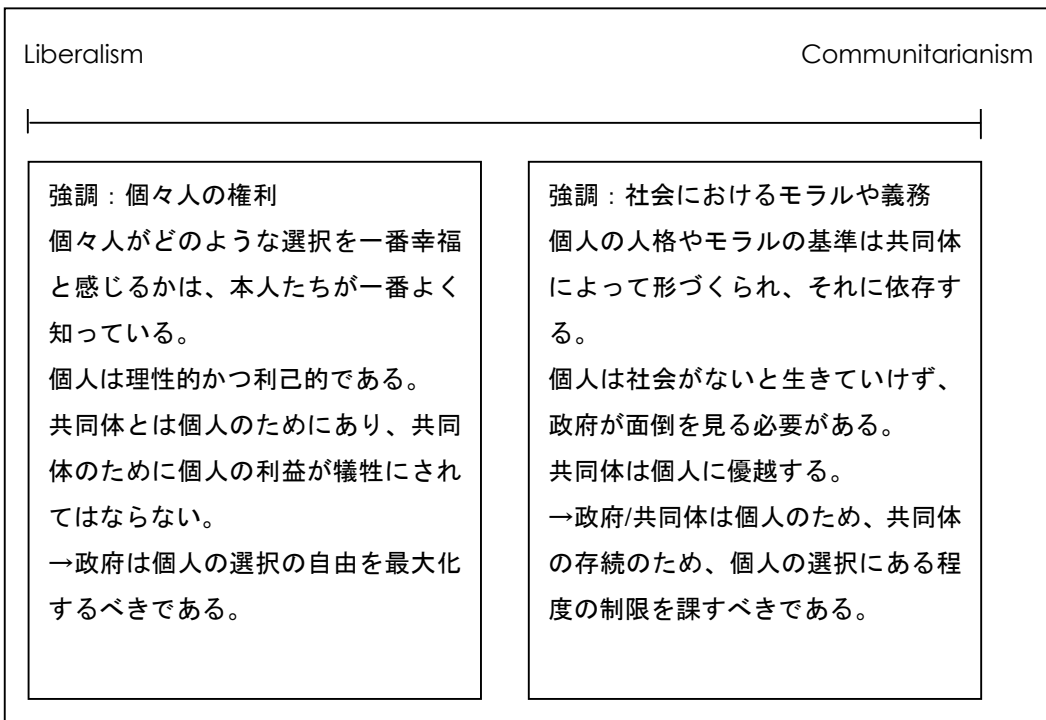 Liberalism
Communitarianism
強調：個々人の権利
個々人がどのような選択を一番幸福
と感じるかは、本人たちが一番よく
知っている。
個人は理性的かつ利己的である。
共同体とは個人のためにあり、共同
体のために個人の利益が犠牲にされ
てはならない。
→政府は個人の選択の自由を最大化
するべきである。
強調：社会におけるモラルや義務
個人の人格やモラルの基準は共同体
によって形づくられ、それに依存す
る。
個人は社会がないと生きていけず、
政府が面倒を見る必要がある。
共同体は個人に優越する。
→政府/共同体は個人のため、共同体
の存続のため、個人の選択にある程
度の制限を課すべきである。